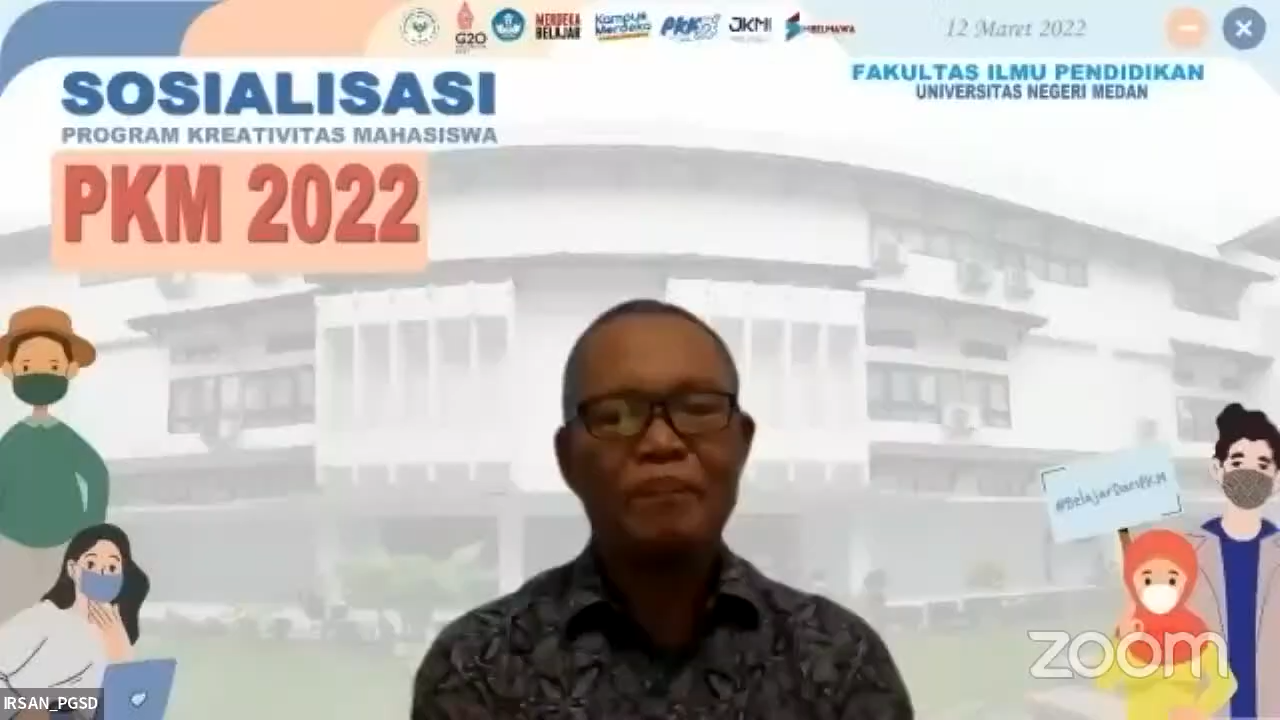 G20
MERDEKA
BELAJAR
Kampus
Merdeka
JKMI
12 Maret 2022
SOSIALISASI
PROGRAM KREATIVITAS MAHASISWA
PKM 2022
FAKULTAS ILMU PENDIDIKAN
UNIVERSITAS NEGERI MEDAN
#BelajarDariPKM
zoom
IRSAN_PGSD